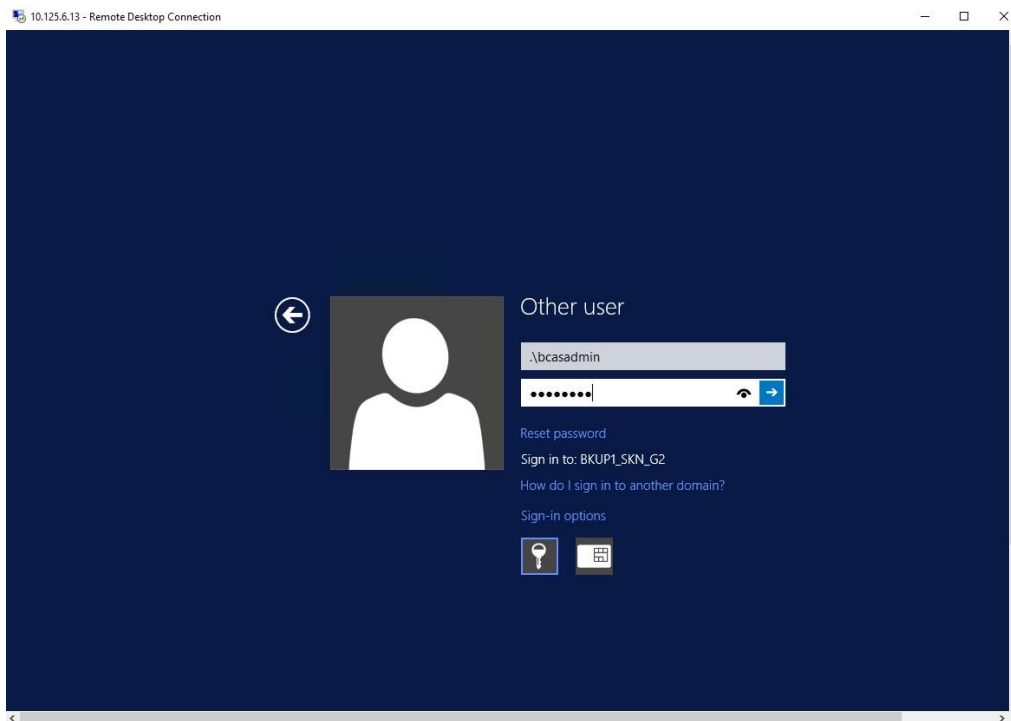 10.125.6.13 - Remote Desktop Connection
Other user
.\bcasadmin
••••••••
Reset password
Sign in to: BKUP1_SKN_G2
How do I sign in to another domain?
Sign-in options